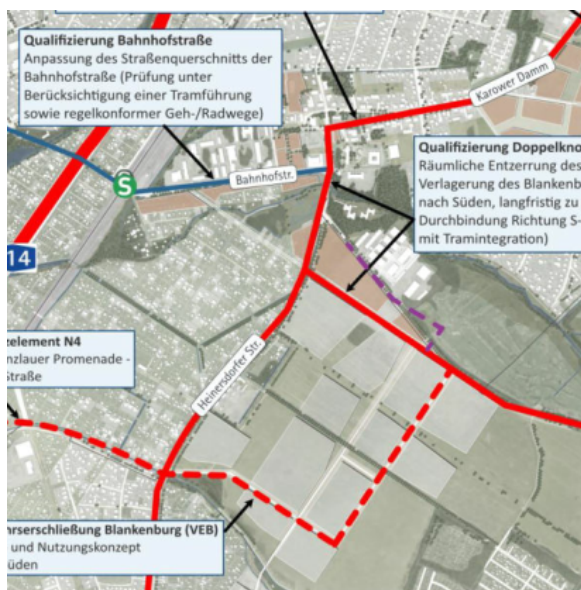 Qualifizierung Bahnhofstraße
Anpassung des Straßenquerschnitts der
Bahnhofstraße (Prüfung unter
Berücksichtigung einer Tramführung
sowie regelkonformer Geh-/Radwege)
Karower Damm
Qualifizierung Doppelkno
Räumliche Entzerrung des
Verlagerung des Blankenb
nach Süden, langfristig zu
Durchbindung Richtung S-
mit Tramintegration)
S
Bahnhofstr.
14
zelement N4
nzlauer Promenade -
Straße
Heinersdorfer Str.
hrserschließung Blankenburg (VEB)
und Nutzungskonzept
üden